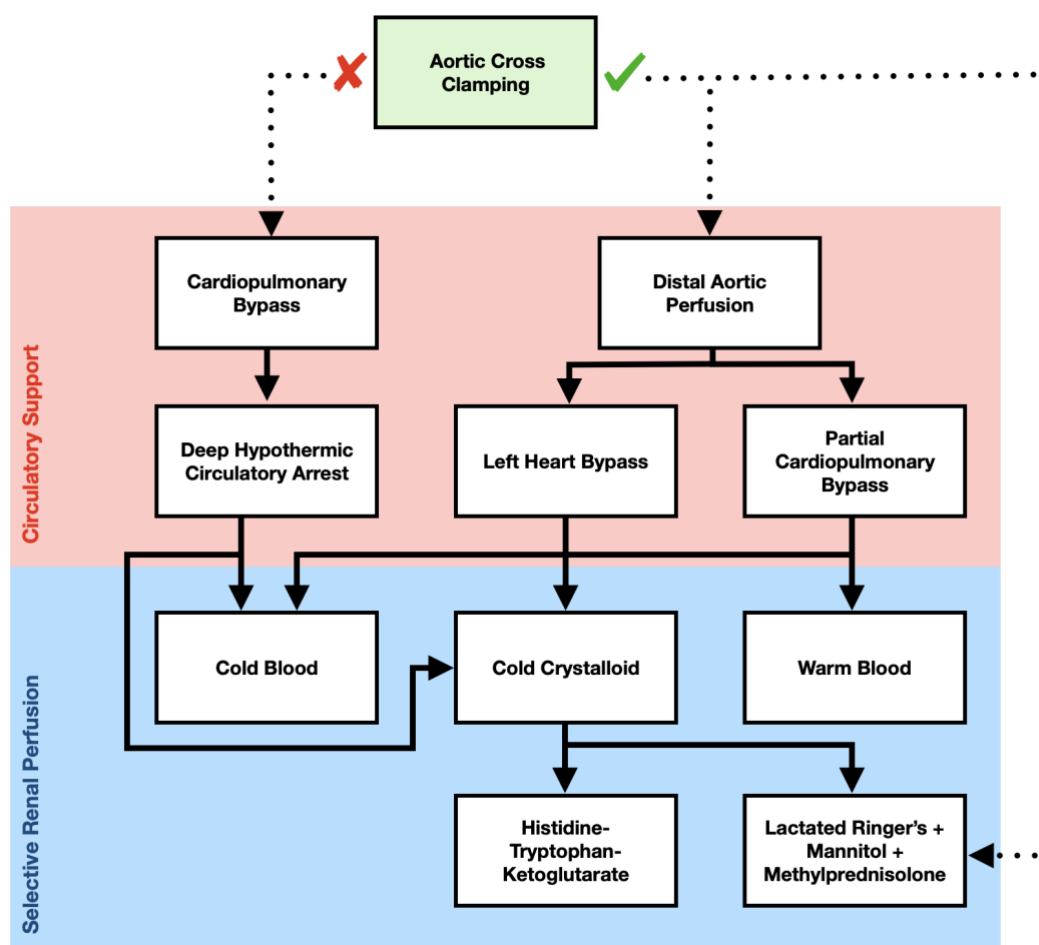 Aortic Cross
Clamping
Circulatory Support
Cardiopulmonary
Bypass
Distal Aortic
Perfusion
Deep Hypothermic
Circulatory Arrest
Left Heart Bypass
Partial
Cardiopulmonary
Bypass
Selective Renal Perfusion
Cold Blood
Cold Crystalloid
Warm Blood
Histidine-
Tryptophan-
Ketoglutarate
Lactated Ringer's +
Mannitol +
Methylprednisolone